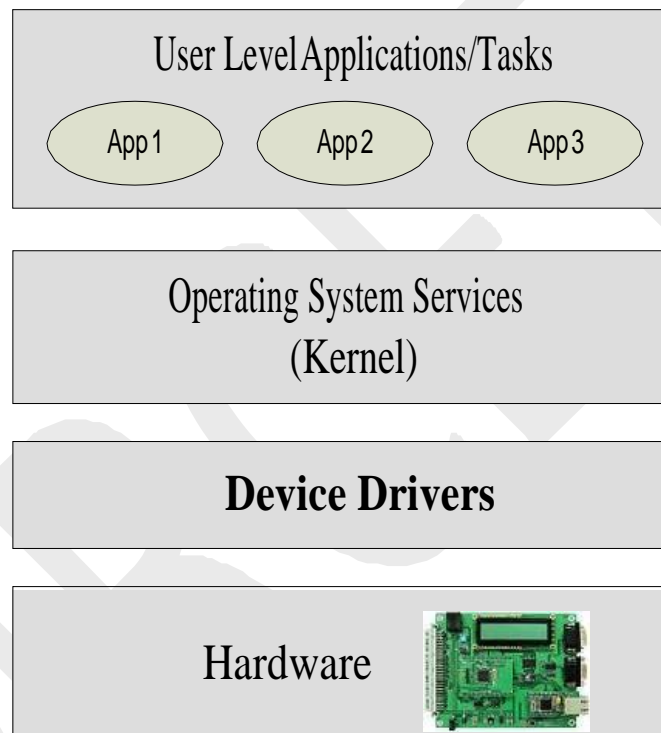 User Level Applications/Tasks
App 1 App 2 App 3
Operating System Services
(Kernel)
Device Drivers
Hardware